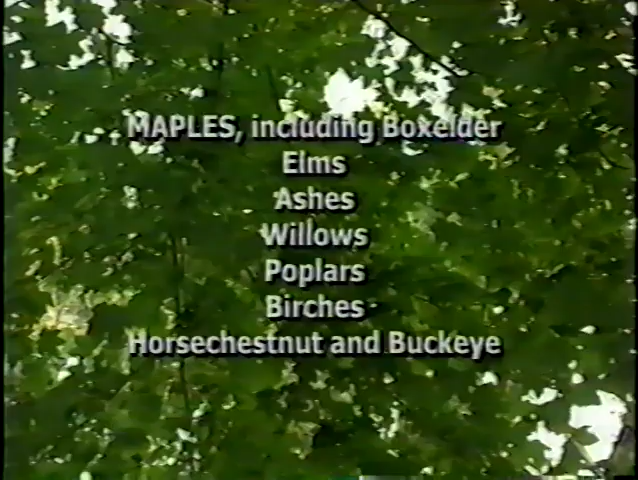 MAPLES, including Boxelder
Elms
Ashes
Willows
Poplars
Birches
Horsechestnut and Buckeye